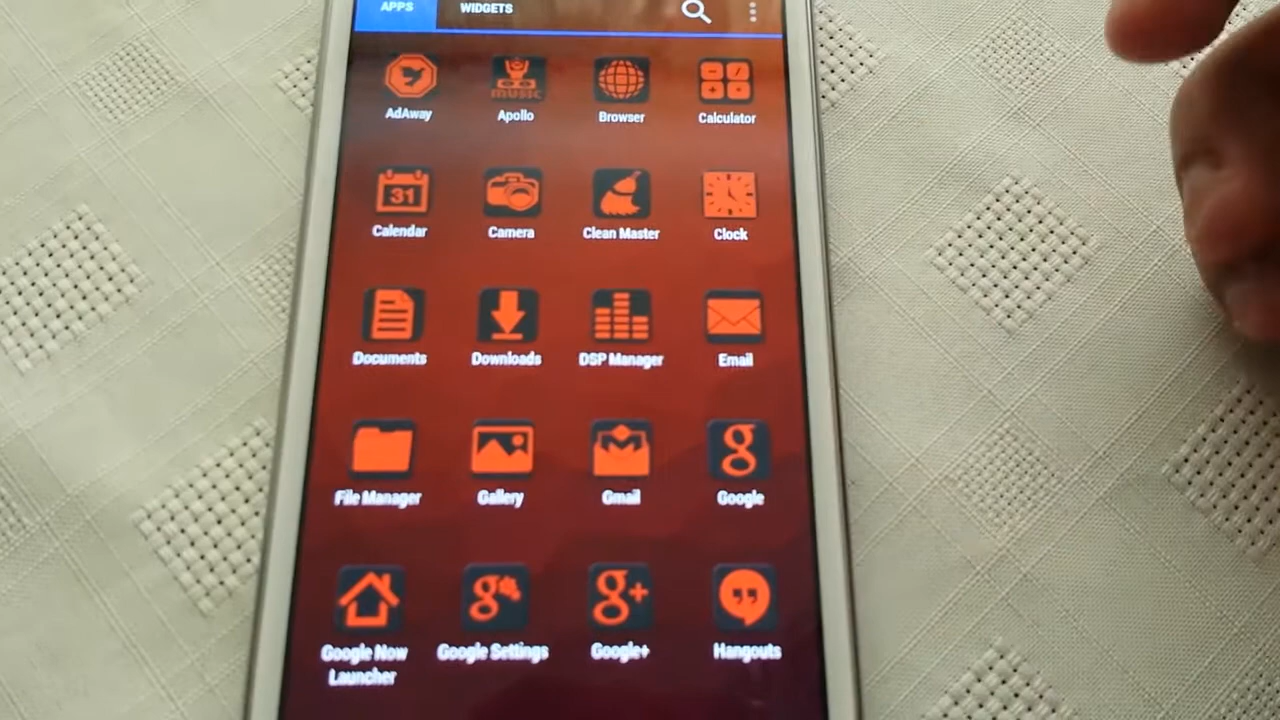 APPS WIDGETS
AdAway Apollo Browser Calculator
MUSIC
31
Calendar Camera Clean Master Clock
Documents Downloads DSP Manager Email
File Manager Gallery Gmail Google
g
g g+
Google Now Google Settings Google+ Hangouts
Launcher